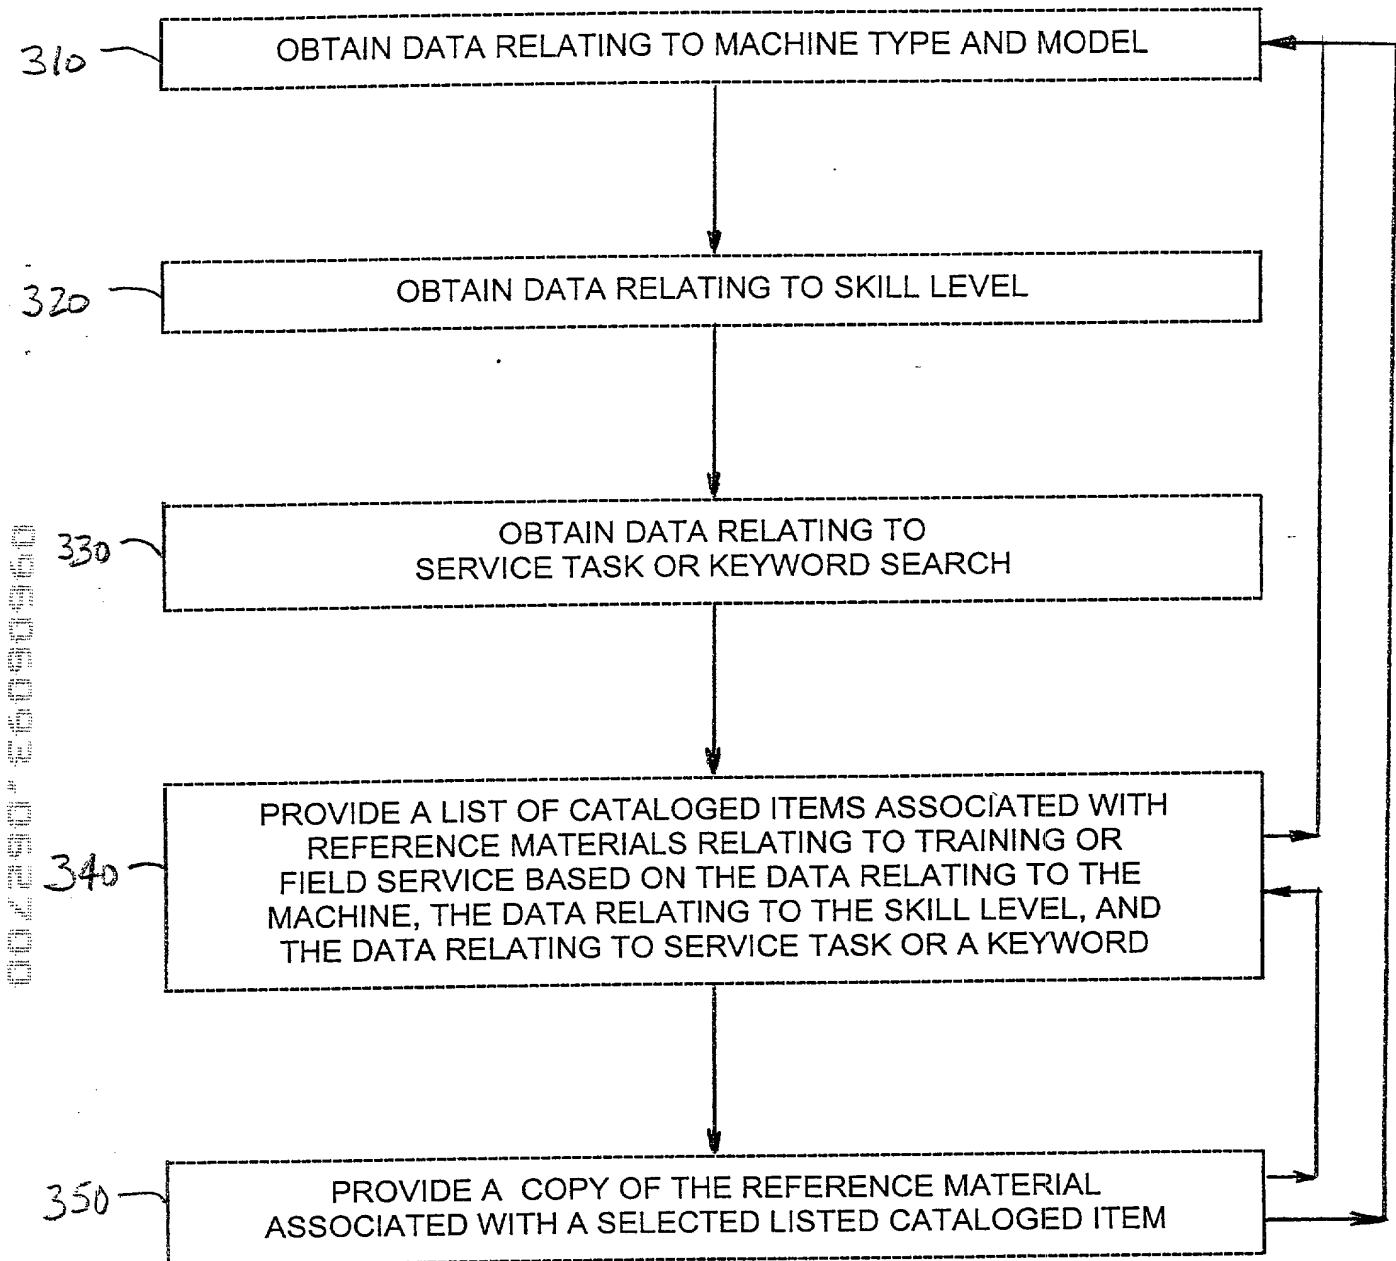 310 OBTAIN DATA RELATING TO MACHINE TYPE AND MODEL
320 OBTAIN DATA RELATING TO SKILL LEVEL
330 OBTAIN DATA RELATING TO
SERVICE TASK OR KEYWORD SEARCH
340 PROVIDE A LIST OF CATALOGED ITEMS ASSOCIATED WITH
REFERENCE MATERIALS RELATING TO TRAINING OR
FIELD SERVICE BASED ON THE DATA RELATING TO THE
MACHINE, THE DATA RELATING TO THE SKILL LEVEL, AND
THE DATA RELATING TO SERVICE TASK OR A KEYWORD
350 PROVIDE A COPY OF THE REFERENCE MATERIAL
ASSOCIATED WITH A SELECTED LISTED CATALOGED ITEM